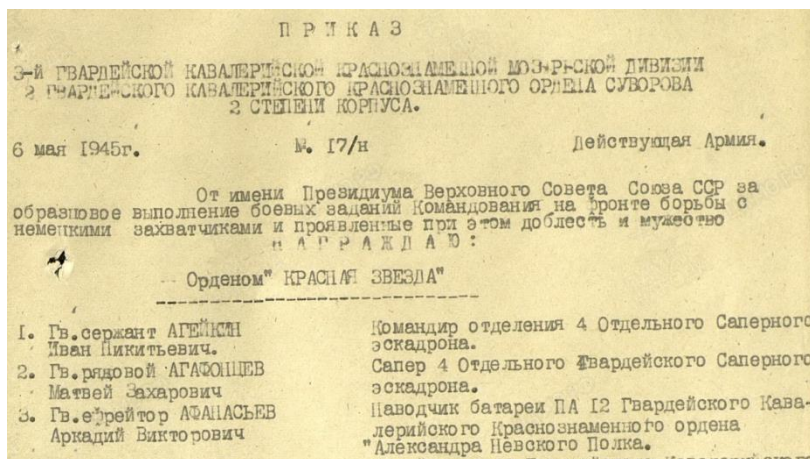 ПРИКАЗ
3-й ГВАРДЕЙСКОЙ КАВАЛЕРИЙСКОЙ КРАСНОЗНАМЕННОЙ МОЗЫРСКОЙ ДИВИЗИИ
2 ГВАРДЕЙСКОГО КАВАЛЕРИЙСКОГО КРАСНОЗНАМЕННОГО ОРДЕНА СУВОРОВА
2 СТЕПЕНИ КОРПУСА.
6 мая 1945г. №. 17/н Действующая Армия.
От имени Президиума Верховного Совета Союза ССР за
образцовое выполнение боевых заданий Командования на фронте борьбы с
немецкими захватчиками и проявленные при этом доблесть и мужество
НАГРАЖДАЮ:
Орденом" КРАСНАЯ ЗВЕЗДА"
1. Гв.сержант АГЕЙКИН Командир отделения 4 Отдельного Саперного
Иван Никитьевич. эскадрона.
2. Гв.рядовой АГАФОНЦЕВ Сапер 4 Отдельного Гвардейского Саперного
Матвей Захарович эскадрона.
3. Гв.ефрейтор АФАНАСЬЕВ Наводчик батареи ПА 12 Гвардейского Кава-
Аркадий Викторович лерийского Краснознаменного ордена
"Александра Невского Полка.